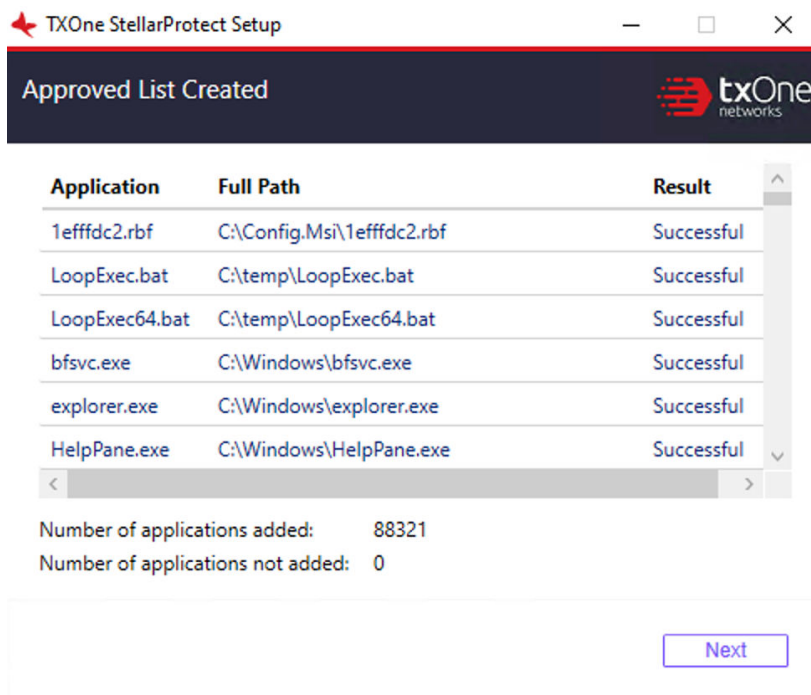 TXOne StellarProtect Setup
Approved List Created
txOne
networks
Application Full Path Result
1efffdc2.rbf C:\Config.Msi\1efffdc2.rbf Successful
LoopExec.bat C:\temp\LoopExec.bat Successful
LoopExec64.bat C:\temp\LoopExec64.bat Successful
bfsvc.exe C:\Windows\bfsvc.exe Successful
explorer.exe C:\Windows\explorer.exe Successful
HelpPane.exe C:\Windows\HelpPane.exe Successful
Number of applications added: 88321
Number of applications not added: 0
Next